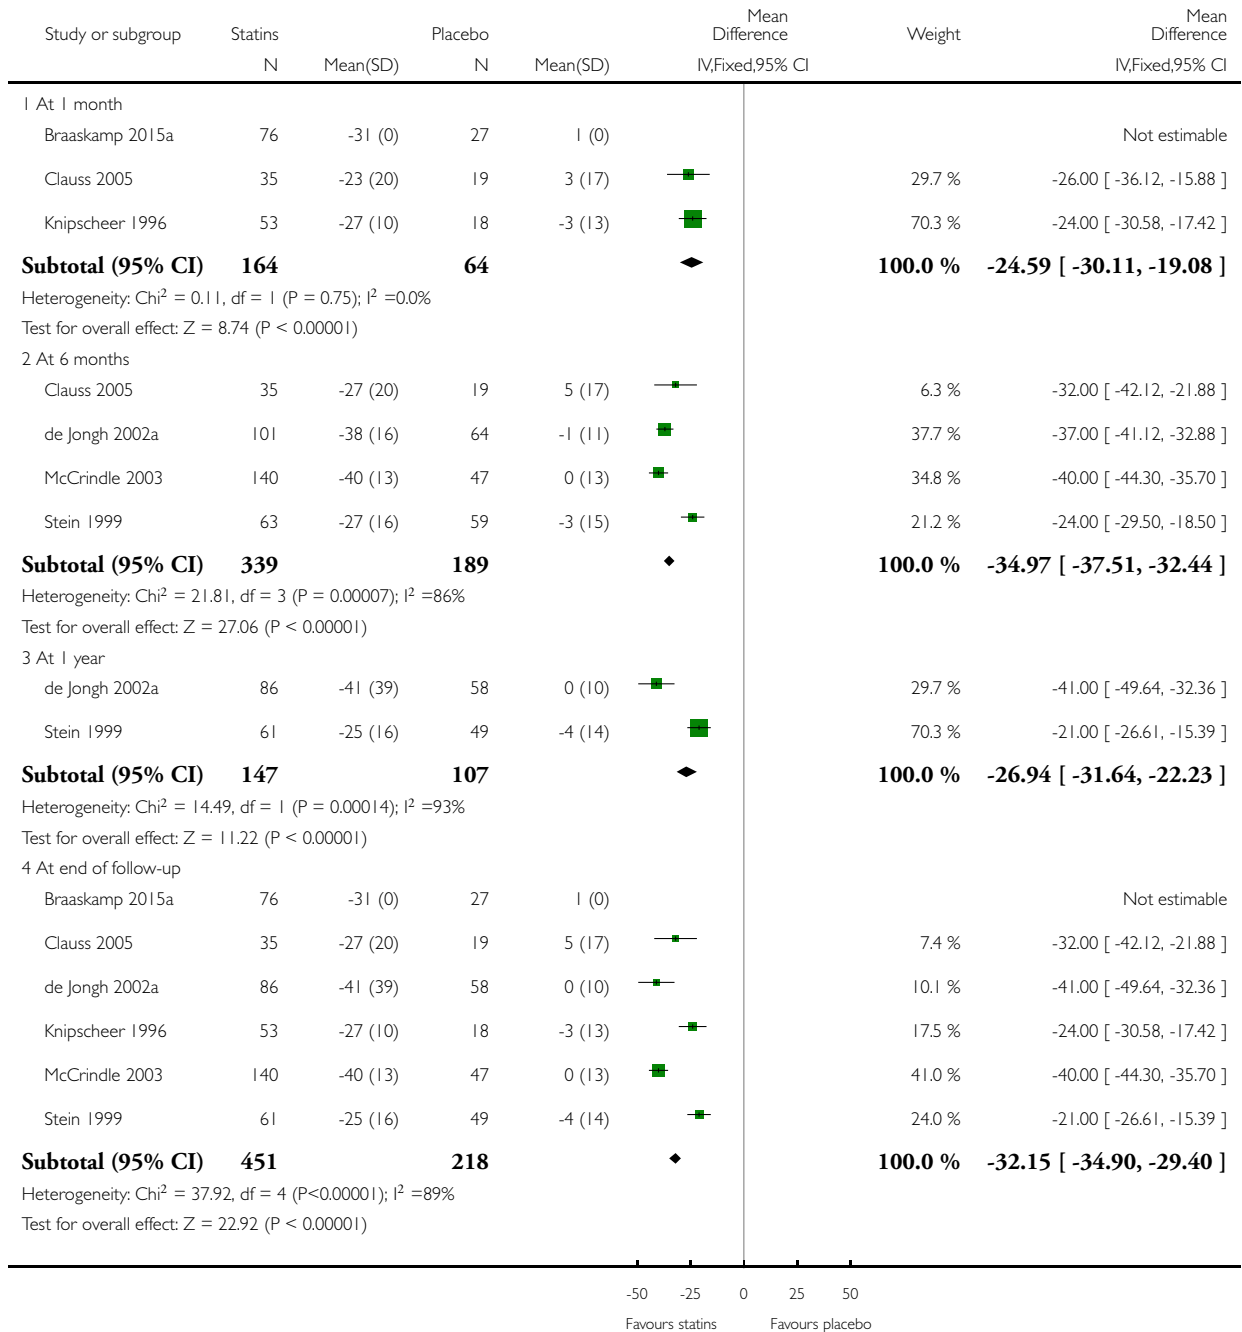 Study or subgroup Statins Placebo Mean Difference Weight Mean Difference
N Mean(SD) N Mean(SD) IV,Fixed,95% CI IV,Fixed,95% CI
1 At 1 month
Braaskamp 2015a 76 -31 (0) 27 1 (0) Not estimable
Clauss 2005 35 -23 (20) 19 3 (17) 29.7 % -26.00 [ -36.12, -15.88 ]
Knipscheer 1996 53 -27 (10) 18 -3 (13) 70.3 % -24.00 [ -30.58, -17.42 ]
Subtotal (95% CI) 164 64 100.0 % -24.59 [ -30.11, -19.08 ]
Heterogeneity: Chi² = 0.11, df = 1 (P = 0.75); I² =0.0%
Test for overall effect: Z = 8.74 (P < 0.00001)
2 At 6 months
Clauss 2005 35 -27 (20) 19 5 (17) 6.3 % -32.00 [ -42.12, -21.88 ]
de Jongh 2002a 101 -38 (16) 64 -1 (11) 37.7 % -37.00 [ -41.12, -32.88 ]
McCrindle 2003 140 -40 (13) 47 0 (13) 34.8 % -40.00 [ -44.30, -35.70 ]
Stein 1999 63 -27 (16) 59 -3 (15) 21.2 % -24.00 [ -29.50, -18.50 ]
Subtotal (95% CI) 339 189 100.0 % -34.97 [ -37.51, -32.44 ]
Heterogeneity: Chi² = 21.81, df = 3 (P = 0.00007); I² =86%
Test for overall effect: Z = 27.06 (P < 0.00001)
3 At 1 year
de Jongh 2002a 86 -41 (39) 58 0 (10) 29.7 % -41.00 [ -49.64, -32.36 ]
Stein 1999 61 -25 (16) 49 -4 (14) 70.3 % -21.00 [ -26.61, -15.39 ]
Subtotal (95% CI) 147 107 100.0 % -26.94 [ -31.64, -22.23 ]
Heterogeneity: Chi² = 14.49, df = 1 (P = 0.00014); I² =93%
Test for overall effect: Z = 11.22 (P < 0.00001)
4 At end of follow-up
Braaskamp 2015a 76 -31 (0) 27 1 (0) Not estimable
Clauss 2005 35 -27 (20) 19 5 (17) 7.4 % -32.00 [ -42.12, -21.88 ]
de Jongh 2002a 86 -41 (39) 58 0 (10) 10.1 % -41.00 [ -49.64, -32.36 ]
Knipscheer 1996 53 -27 (10) 18 -3 (13) 17.5 % -24.00 [ -30.58, -17.42 ]
McCrindle 2003 140 -40 (13) 47 0 (13) 41.0 % -40.00 [ -44.30, -35.70 ]
Stein 1999 61 -25 (16) 49 -4 (14) 24.0 % -21.00 [ -26.61, -15.39 ]
Subtotal (95% CI) 451 218 100.0 % -32.15 [ -34.90, -29.40 ]
Heterogeneity: Chi² = 37.92, df = 4 (P<0.00001); I² =89%
Test for overall effect: Z = 22.92 (P < 0.00001)
-50 -25 0 25 50
Favours statins Favours placebo